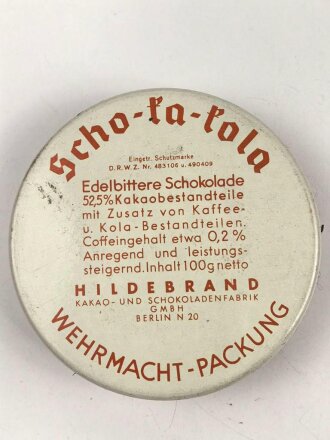 Scho-ka-kola
Eingetr. Schutzmarke
D.R.W.Z. Nr. 483106 u. 490409
Edelbittere Schokolade
52,5% Kakaobestandteile
mit Zusatz von Kaffee-
u. Kola-Bestandteilen.
Coffeingehalt etwa 0,2 %
Anregend und leistungs-
steigernd. Inhalt 100g netto
HILDEBRAND
KAKAO- UND SCHOKOLADENFABRIK
GMBH
BERLIN N 20
WEHRMACHT-PACKUNG